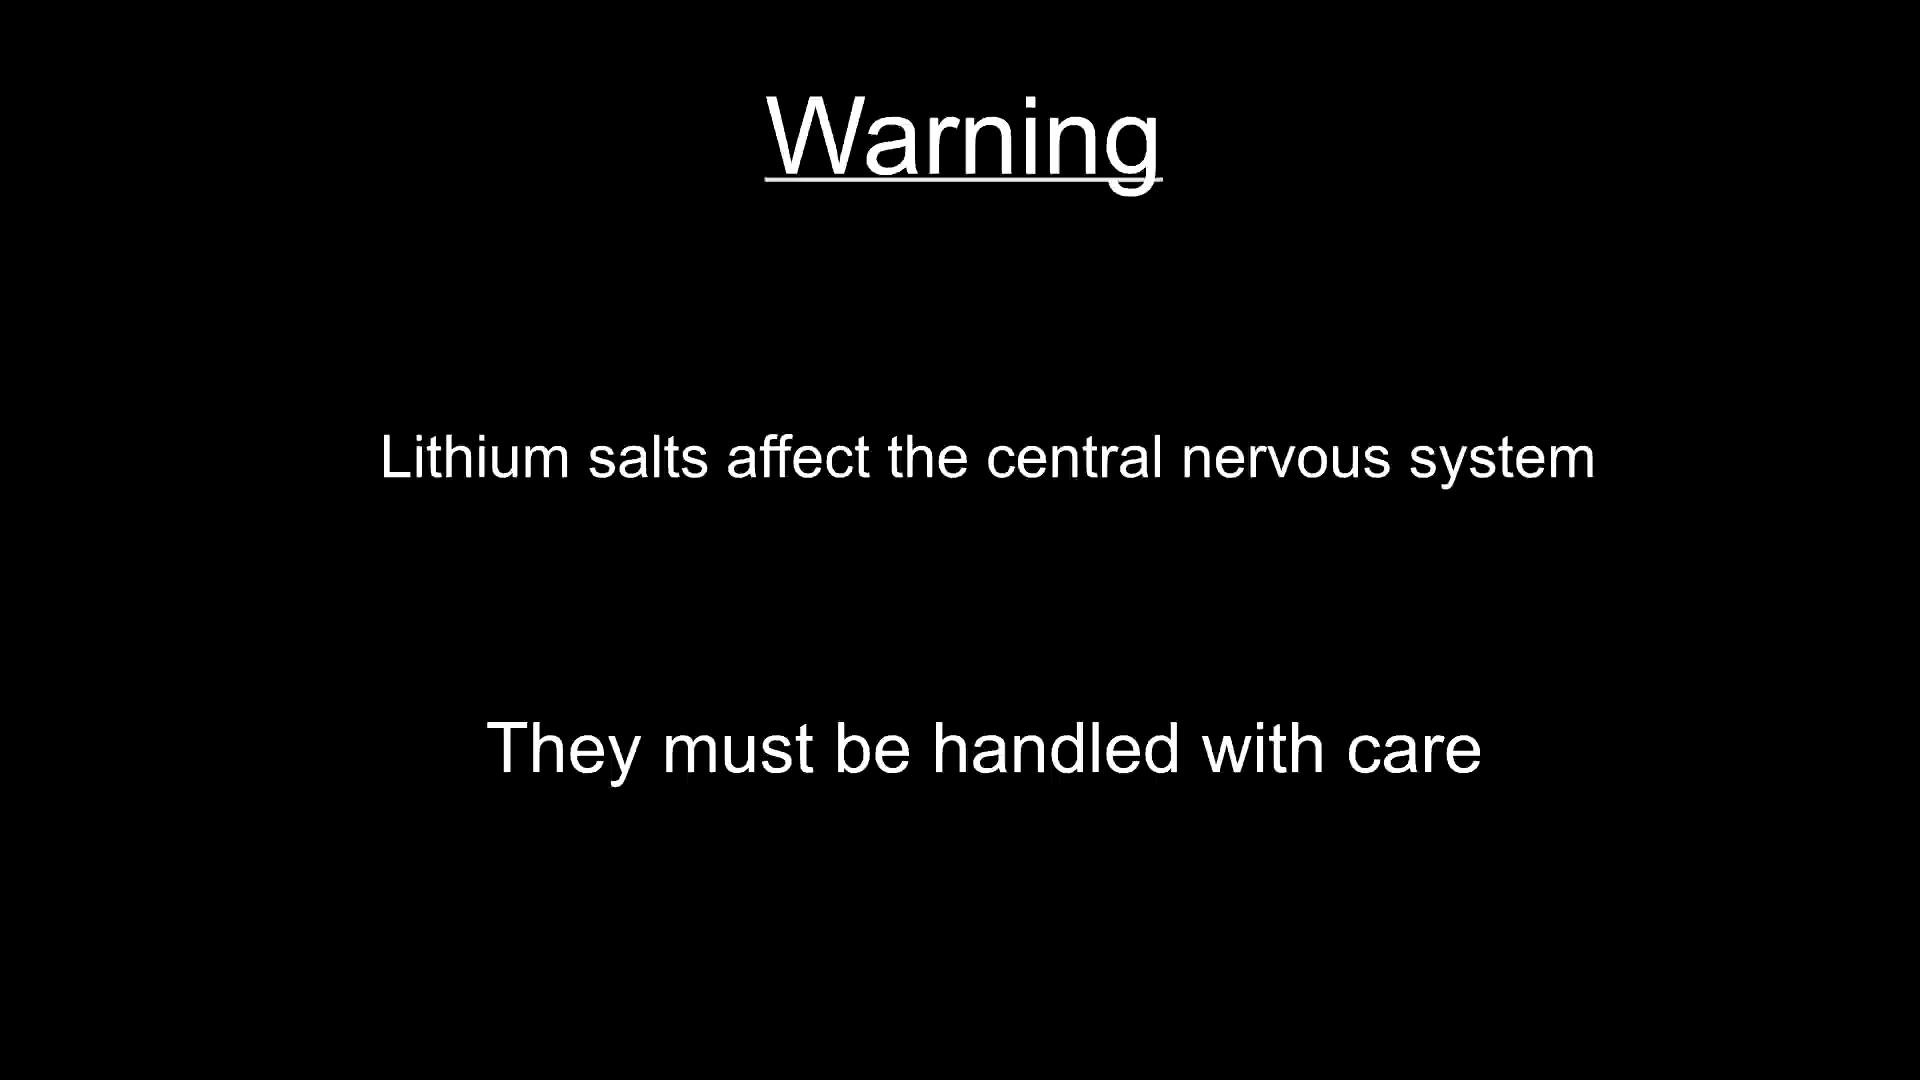 Warning
Lithium salts affect the central nervous system
They must be handled with care